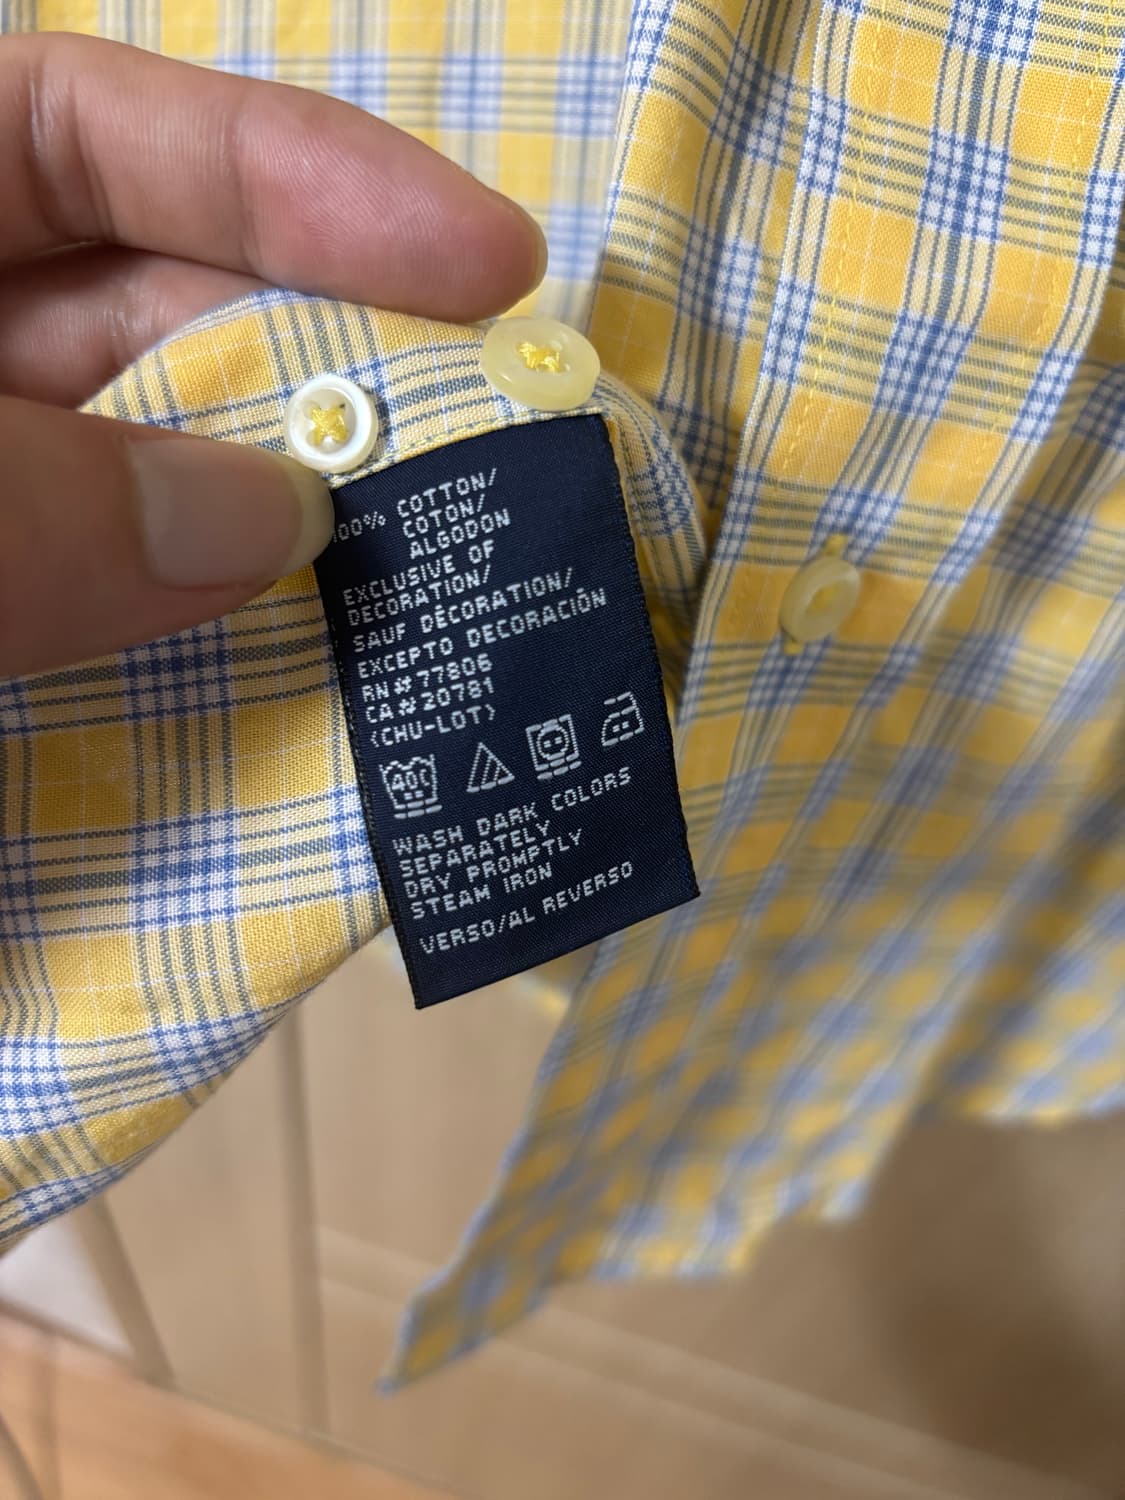 100% COTTON/
COTON/
ALGODON
EXCLUSIVE OF
DECORATION/
SAUF DÉCORATION/
EXCEPTO DECORACIÓN
RN#77806
CA#20781
(CHU-LOT)
40C
WASH DARK COLORS
SEPARATELY
DRY PROMPTLY
STEAM IRON
VERSO/AL REVERSO